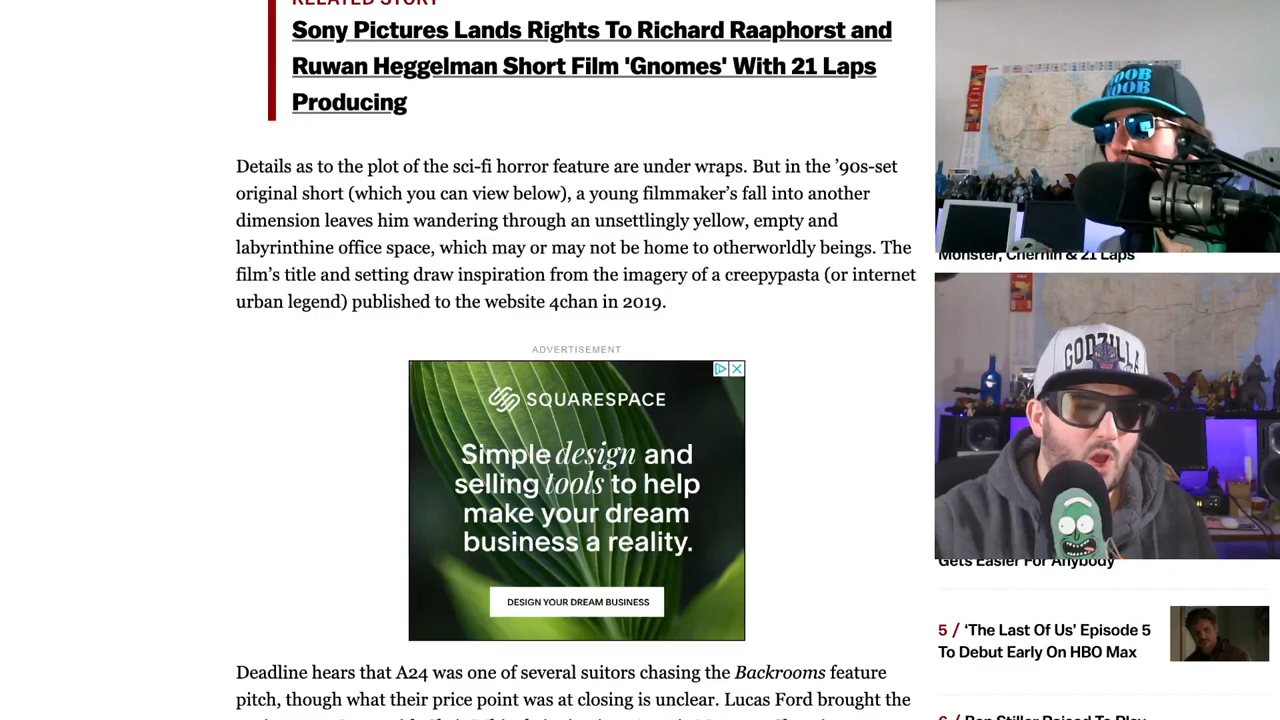 RELATED STORY
Sony Pictures Lands Rights To Richard Raaphorst and
Ruwan Heggelman Short Film 'Gnomes' With 21 Laps
Producing
Details as to the plot of the sci-fi horror feature are under wraps. But in the ’90s-set
original short (which you can view below), a young filmmaker’s fall into another
dimension leaves him wandering through an unsettlingly yellow, empty and
labyrinthine office space, which may or may not be home to otherworldly beings. The
film’s title and setting draw inspiration from the imagery of a creepypasta (or internet
urban legend) published to the website 4chan in 2019.
ADVERTISEMENT
SQUARESPACE
Simple design and
selling tools to help
make your dream
business a reality.
DESIGN YOUR DREAM BUSINESS
Deadline hears that A24 was one of several suitors chasing the Backrooms feature
pitch, though what their price point was at closing is unclear. Lucas Ford brought the
NOOB
NOOB
Monster, Chernin & 21 Laps
GODZILLA
Gets Easier For Anybody
5 / ‘The Last Of Us’ Episode 5
To Debut Early On HBO Max